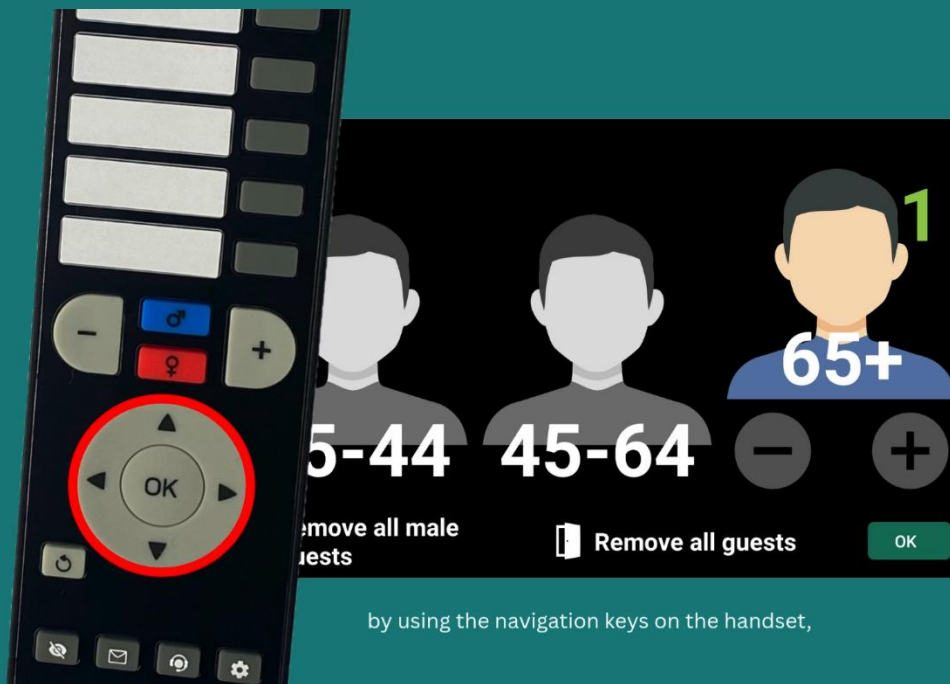 OK
1
65+
5-44
45-64
emove all male
uests
Remove all guests
OK
by using the navigation keys on the handset,